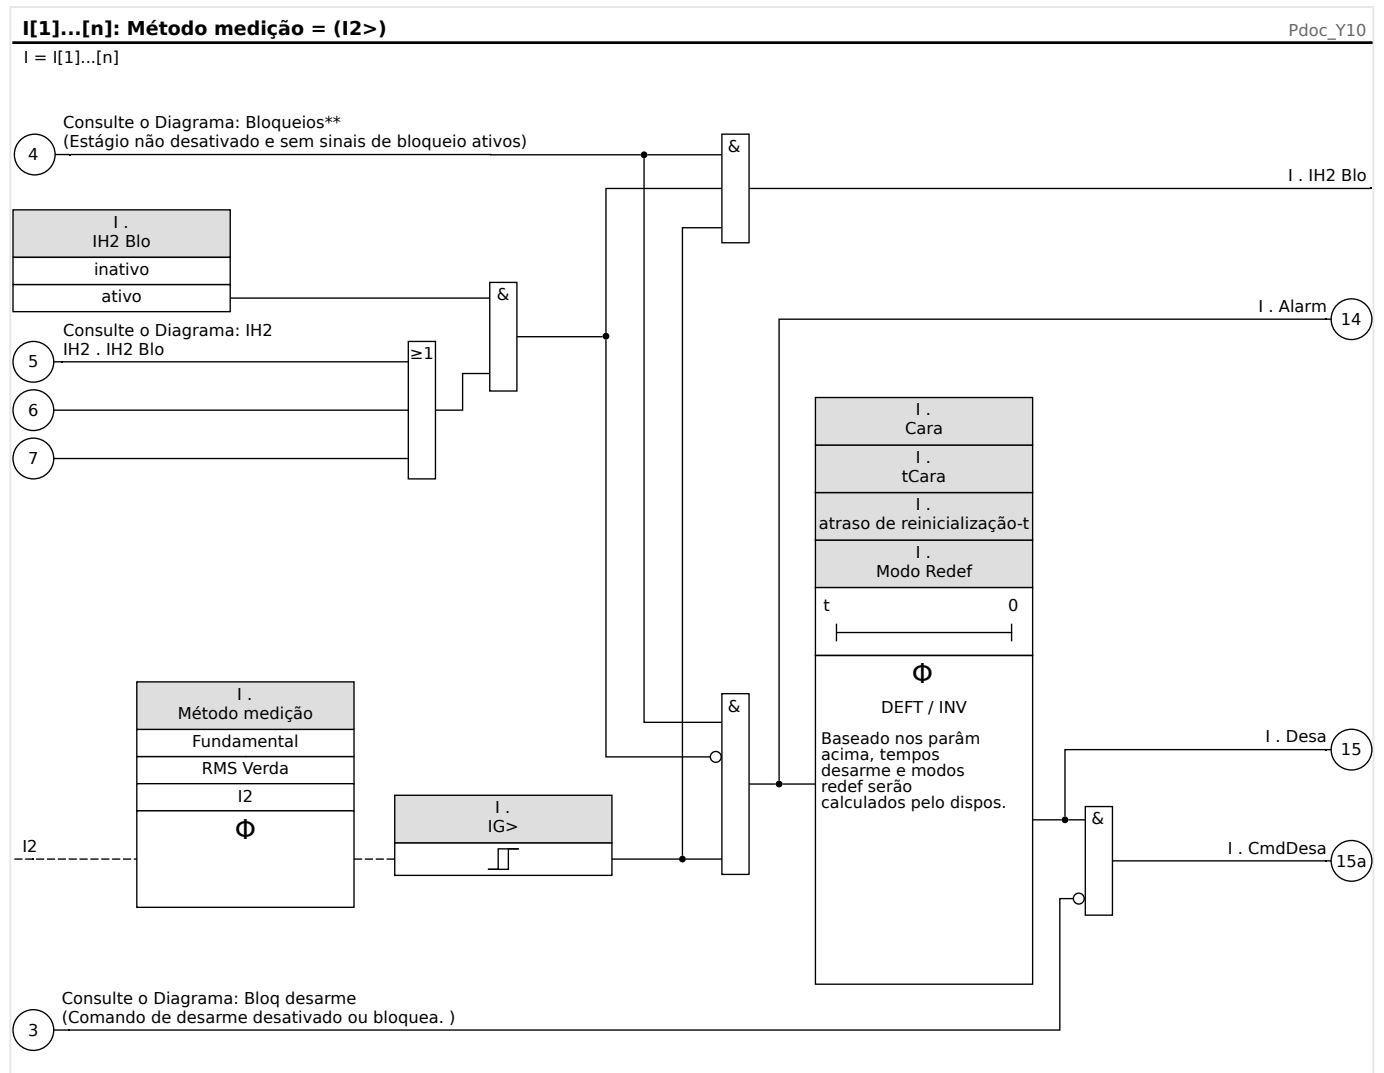 I[1]...[n]: Método medição = (I2>)
Pdoc_Y10
I = I[1]...[n]
Consulte o Diagrama: Bloqueios**
(Estágio não desativado e sem sinais de bloqueio ativos)
4
&
I . IH2 Blo
I .
IH2 Blo
inativo
ativo
&
I . Alarm
14
Consulte o Diagrama: IH2
IH2 . IH2 Blo
5
≥1
6
7
I .
Cara
I .
tCara
I .
atraso de reinicialização-t
I .
Modo Redef
t
0
Φ
DEFT / INV
Baseado nos parâm
acima, tempos
desarme e modos
redef serão
calculados pelo dispos.
I .
Método medição
Fundamental
RMS Verda
I2
Φ
I2
I .
IG>
&
I . Desa
15
&
I . CmdDesa
15a
Consulte o Diagrama: Bloq desarme
(Comando de desarme desativado ou bloquea. )
3